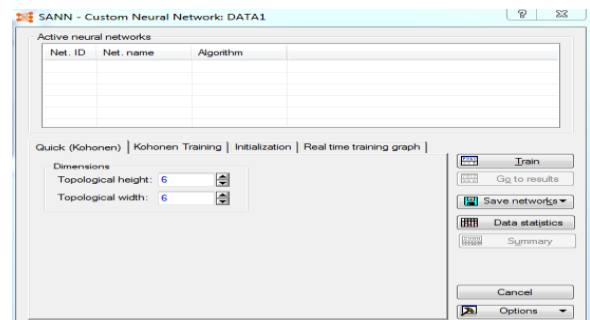 SANN - Custom Neural Network: DATA1
Active neural networks
Net. ID Net. name Algorithm
Quick (Kohonen) Kohonen Training Initialization Real time training graph
Dimensions
Topological height: 6
Topological width: 6
Train
Go to results
Save networks
Data statistics
Summary
Cancel
Options